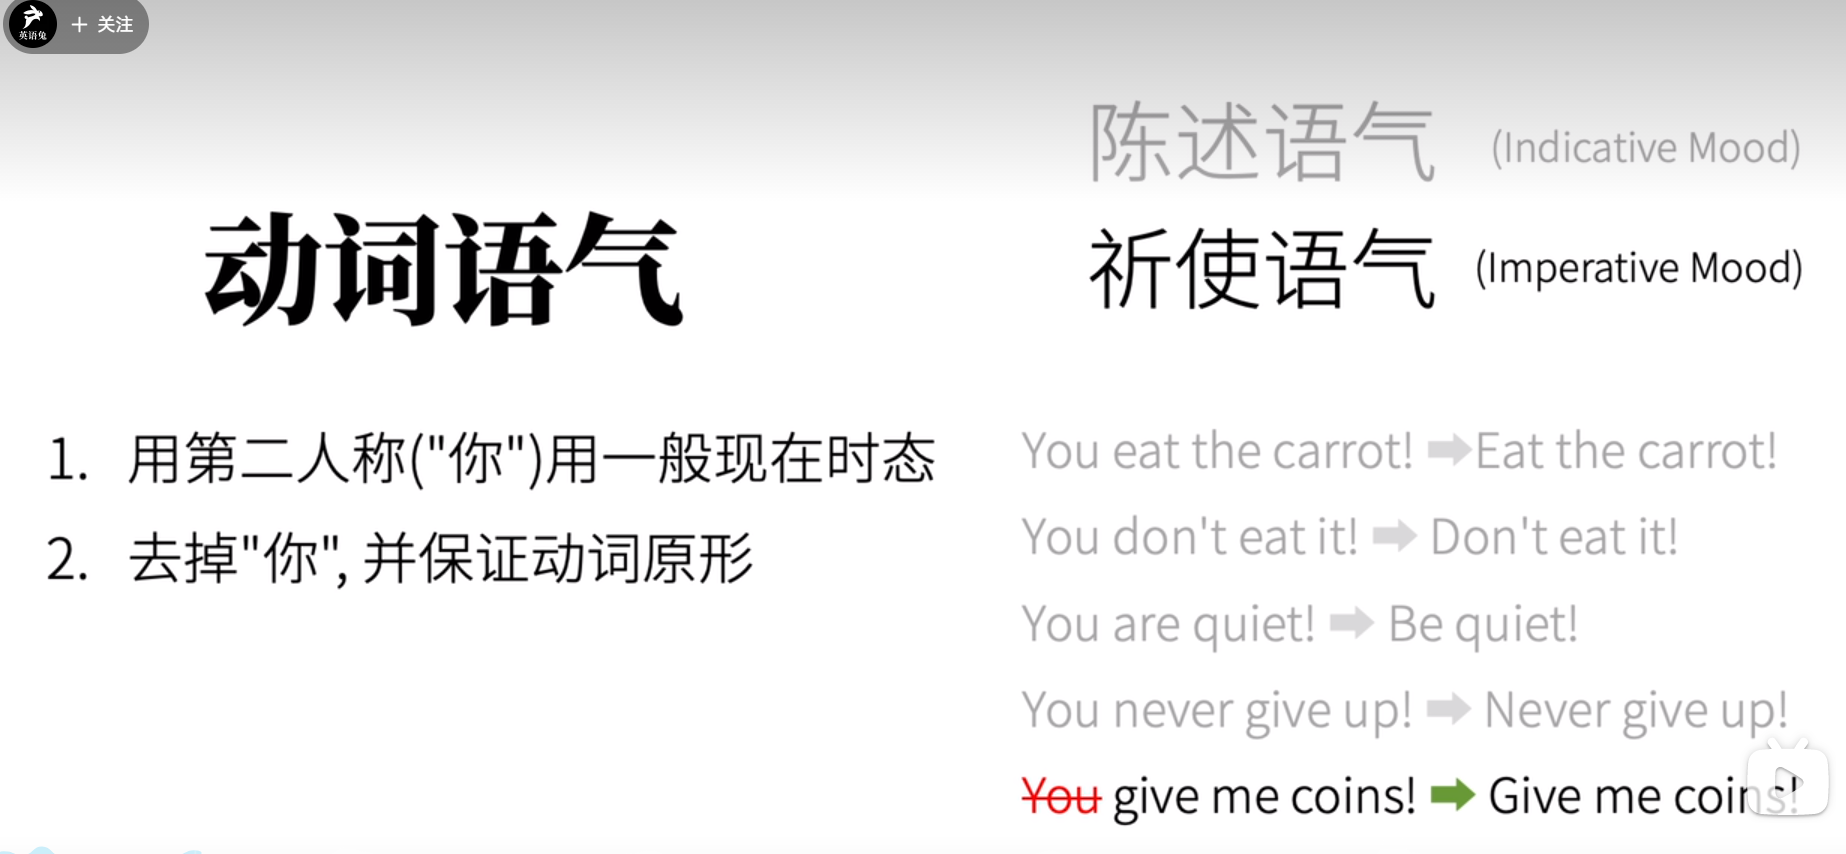 英语兔
+ 关注
陈述语气 (Indicative Mood)
动词语气
祈使语气 (Imperative Mood)
1. 用第二人称("你")用一般现在时态
2. 去掉"你", 并保证动词原形
You eat the carrot! ➡ Eat the carrot!
You don't eat it! ➡ Don't eat it!
You are quiet! ➡ Be quiet!
You never give up! ➡ Never give up!
You give me coins! ➡ Give me coins!